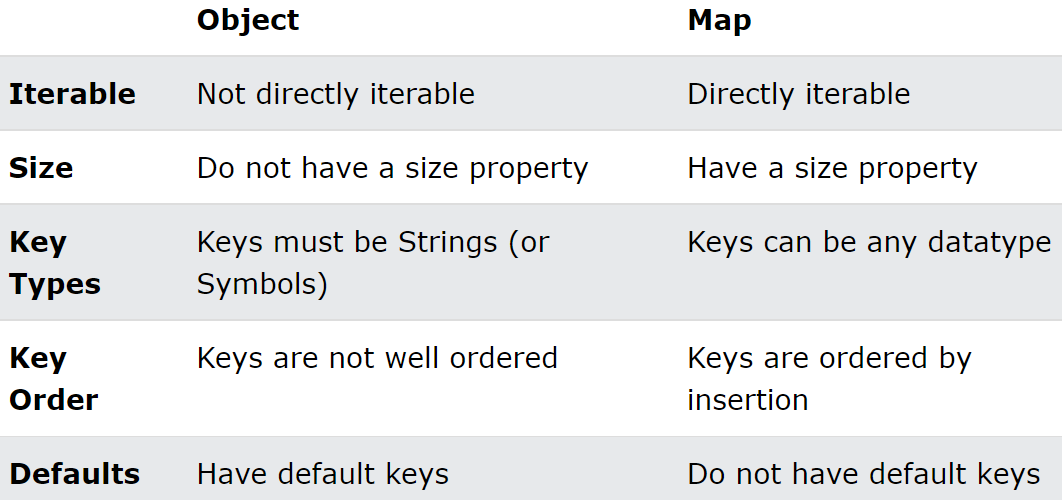 Object Map
Iterable Not directly iterable Directly iterable
Size Do not have a size property Have a size property
Key Keys must be Strings (or Keys can be any datatype
Types Symbols)
Key Keys are not well ordered Keys are ordered by
Order insertion
Defaults Have default keys Do not have default keys